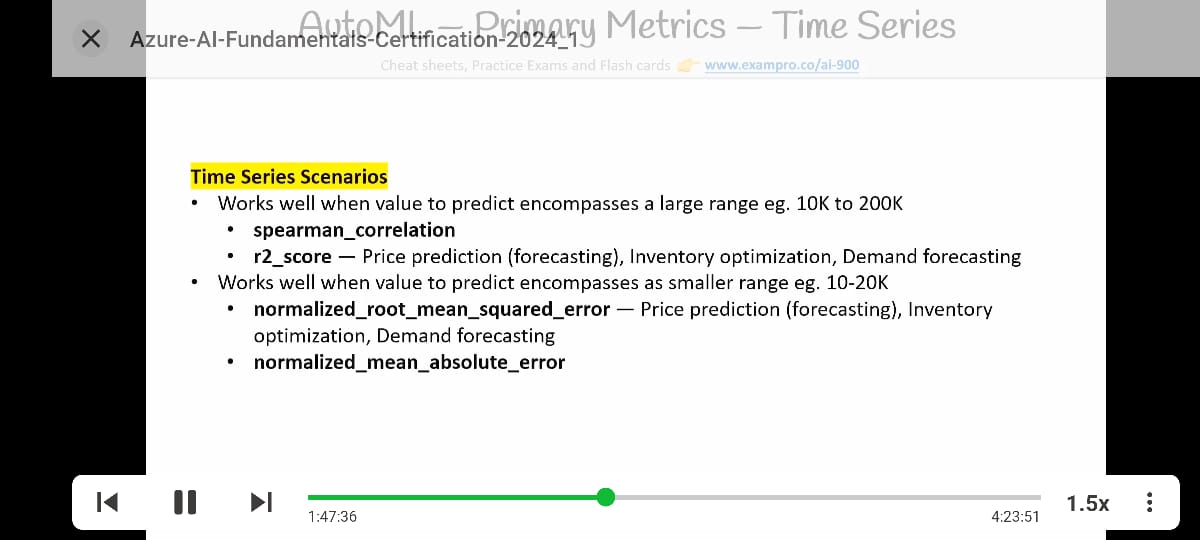 AutoML – Primary Metrics – Time Series
Azure-AI-Fundamentals-Certification-2024_1
Cheat sheets, Practice Exams and Flash cards 👉 www.exampro.co/ai-900
Time Series Scenarios
• Works well when value to predict encompasses a large range eg. 10K to 200K
• spearman_correlation
• r2_score — Price prediction (forecasting), Inventory optimization, Demand forecasting
• Works well when value to predict encompasses as smaller range eg. 10-20K
• normalized_root_mean_squared_error — Price prediction (forecasting), Inventory
optimization, Demand forecasting
• normalized_mean_absolute_error
1:47:36
4:23:51
1.5x